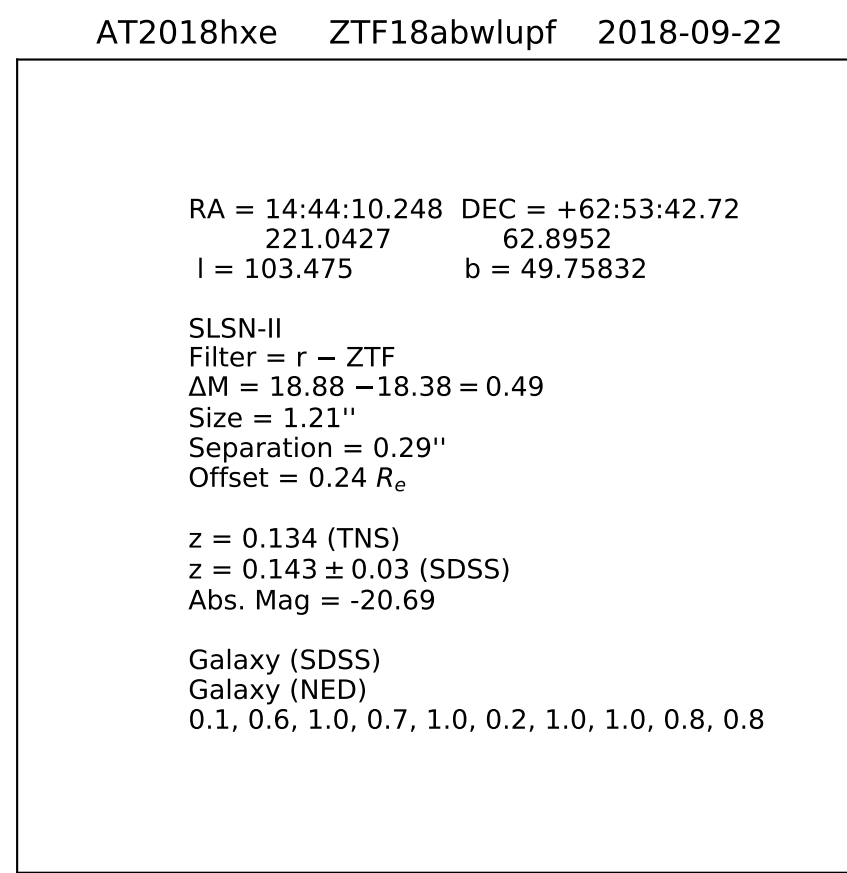 AT2018hxe ZTF18abwlupf 2018-09-22
RA = 14:44:10.248 DEC = +62:53:42.72
221.0427 62.8952
l = 103.475 b = 49.75832
SLSN-II
Filter = r − ZTF
ΔM = 18.88 −18.38 = 0.49
Size = 1.21''
Separation = 0.29''
Offset = 0.24 Rₑ
z = 0.134 (TNS)
z = 0.143 ± 0.03 (SDSS)
Abs. Mag = -20.69
Galaxy (SDSS)
Galaxy (NED)
0.1, 0.6, 1.0, 0.7, 1.0, 0.2, 1.0, 1.0, 0.8, 0.8